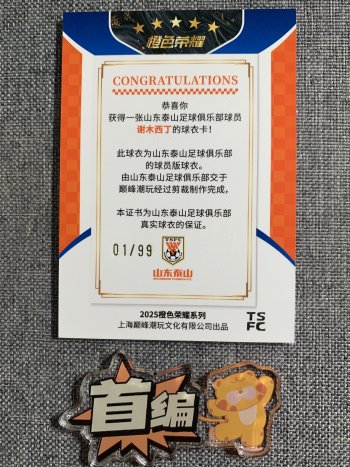 橙色荣耀
CONGRATULATIONS
恭喜你
获得一张山东泰山足球俱乐部球员
谢木西丁的球衣卡！
此球衣为山东泰山足球俱乐部
的球员版球衣。
由山东泰山足球俱乐部交于
巅峰潮玩经过剪裁制作完成，
本证书为山东泰山足球俱乐部
真实球衣的保证。
01/99
TSFC
山东泰山
SHANDONG TAISHAN F.C.
2025橙色荣耀系列
上海巅峰潮玩文化有限公司出品
TS
FC
首编